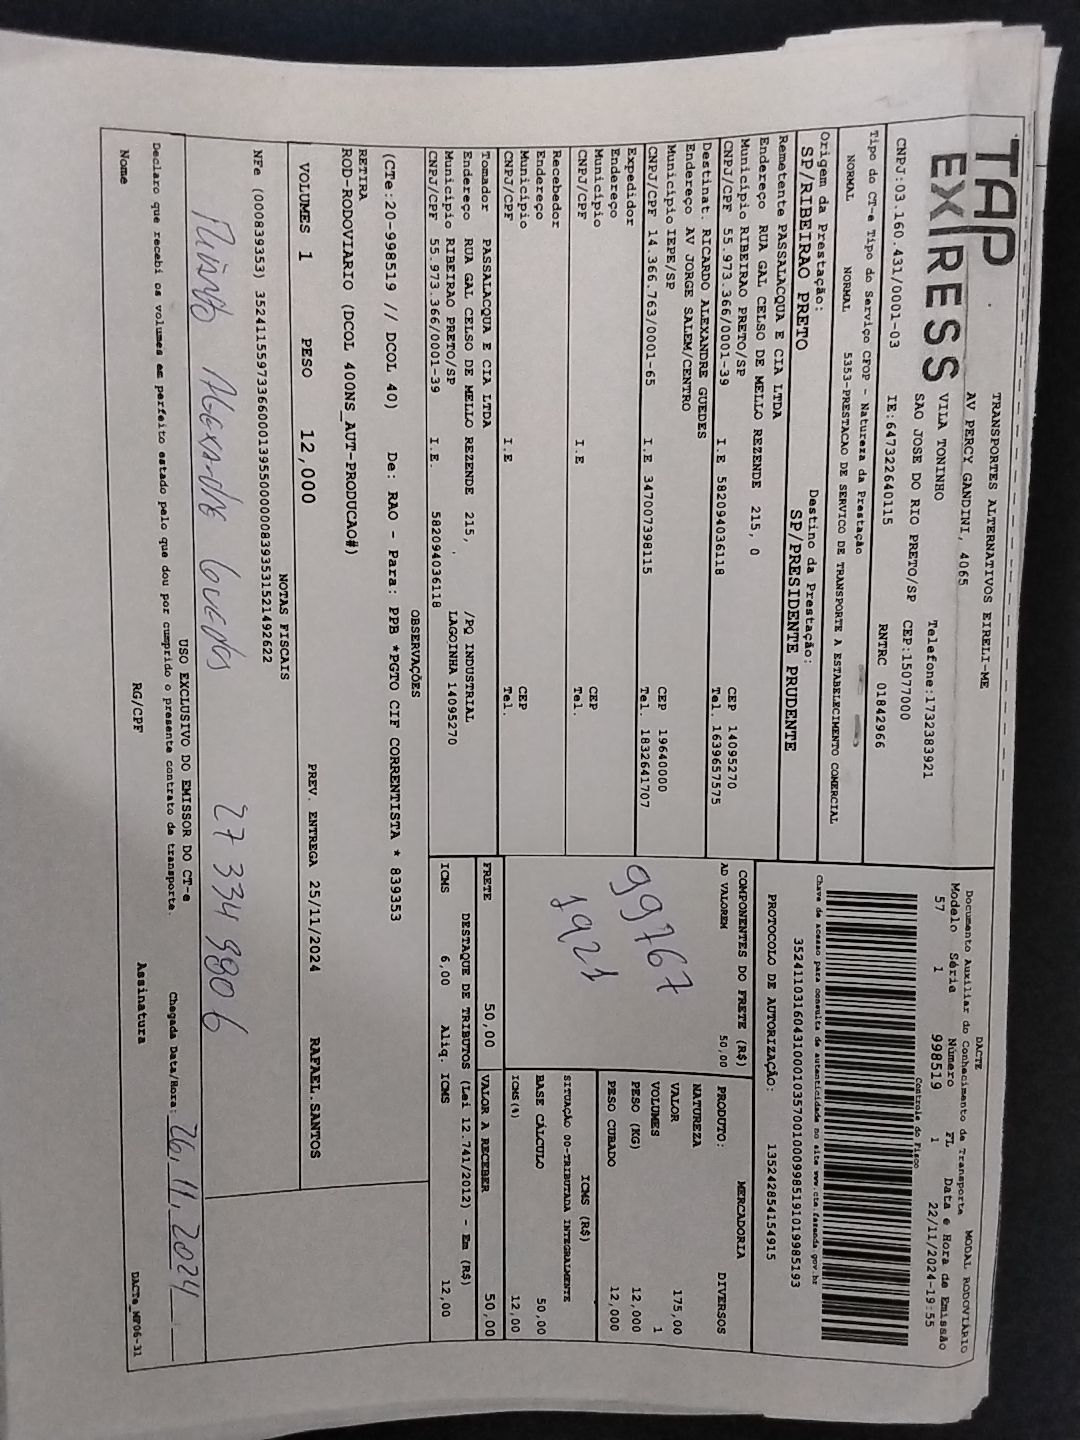 TAP
EXPRESS
TRANSPORTES ALTERNATIVOS EIRELI-ME
AV PERCY GANDINI, 4065
VILA TONINHO Telefone:1732383921
SAO JOSE DO RIO PRETO/SP CEP:15077000
CNPJ:03.160.431/0001-03 IE:647322640115 RNTRC 01842966
Tipo do CT-e Tipo do Serviço CFOP - Natureza da Prestação
NORMAL NORMAL 5353-PRESTACAO DE SERVICO DE TRANSPORTE A ESTABELECIMENTO COMERCIAL
Origem da Prestação: Destino da Prestação:
SP/RIBEIRAO PRETO SP/PRESIDENTE PRUDENTE
Remetente PASSALACQUA E CIA LTDA
Endereço RUA GAL CELSO DE MELLO REZENDE 215, 0
Município RIBEIRAO PRETO/SP CEP 14095270
CNPJ/CPF 55.973.366/0001-39 I.E 582094036118 Tel. 1639657575
Destinat. RICARDO ALEXANDRE GUEDES
Endereço AV JORGE SALEM/CENTRO
Município IEPE/SP CEP 19640000
CNPJ/CPF 14.366.763/0001-65 I.E 347007398115 Tel. 1832641707
Expedidor
Endereço
Município CEP
CNPJ/CPF I.E Tel.
Recebedor
Endereço
Município CEP
CNPJ/CPF I.E Tel.
Tomador PASSALACQUA E CIA LTDA
Endereço RUA GAL CELSO DE MELLO REZENDE 215, /PQ INDUSTRIAL
Município RIBEIRAO PRETO/SP LAGOINHA 14095270
CNPJ/CPF 55.973.366/0001-39 I.E. 582094036118
DACTE MODAL RODOVIÁRIO
Documento Auxiliar do Conhecimento de Transporte
Modelo Série Número FL Data e Hora de Emissão
57 1 998519 1 22/11/2024-19:55
Controle do Fisco
Chave de acesso para consulta de autenticidade no site www.cte.fazenda.gov.br
35241103160431000103570010009985191019985193
PROTOCOLO DE AUTORIZAÇÃO: 135242854154915
COMPONENTES DO FRETE (R$)
AD VALOREM 50,00
99767
1921
FRETE 50,00
PRODUTO: MERCADORIA
NATUREZA DIVERSOS
VALOR 175,00
VOLUMES 1
PESO (KG) 12,000
PESO CUBADO 12,000
ICMS (R$)
SITUAÇÃO 00-TRIBUTADA INTEGRALMENTE
BASE CÁLCULO 50,00
ICMS(%) 12,00
VALOR A RECEBER 50,00
DESTAQUE DE TRIBUTOS (Lei 12.741/2012) - Em (R$)
ICMS 6,00 Aliq. ICMS 12,00
OBSERVAÇÕES
(CTe:20-998519 // DCOL 40) De: RAO - Para: PPB *PGTO CIF CORRENTISTA * 839353
RETIRA
ROD-RODOVIARIO (DCOL 400NS_AUT-PRODUCAO#)
VOLUMES 1 PESO 12,000 PREV. ENTREGA 25/11/2024 RAFAEL.SANTOS
NOTAS FISCAIS
NFe (000839353) 35241155973366000139550000008393531521492622
Alexandre Guedes 27 334 980 6
USO EXCLUSIVO DO EMISSOR DO CT-e
Declaro que recebi os volumes em perfeito estado pelo que dou por cumprido o presente contrato de transporte. Chegada Data/Hora: 26, 11, 2024
Nome RG/CPF Assinatura DACTe_MP06-31